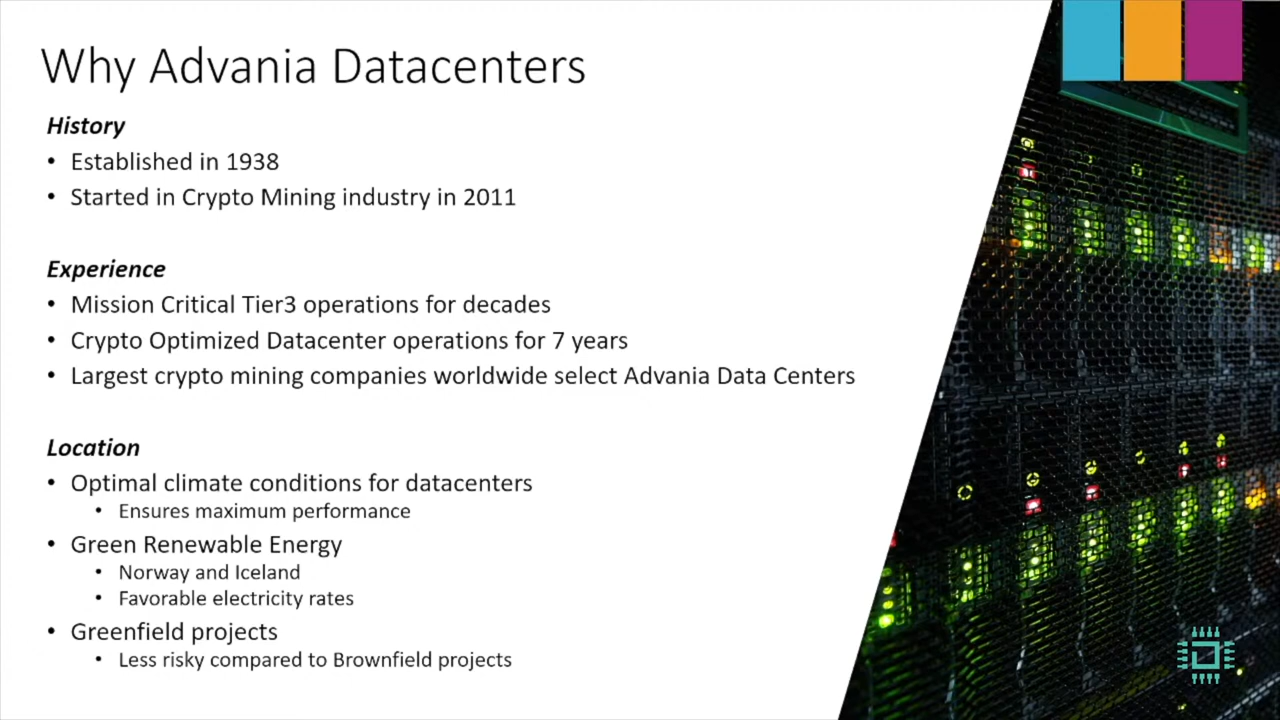 Why Advania Datacenters
History
• Established in 1938
• Started in Crypto Mining industry in 2011
Experience
• Mission Critical Tier3 operations for decades
• Crypto Optimized Datacenter operations for 7 years
• Largest crypto mining companies worldwide select Advania Data Centers
Location
• Optimal climate conditions for datacenters
• Ensures maximum performance
• Green Renewable Energy
• Norway and Iceland
• Favorable electricity rates
• Greenfield projects
• Less risky compared to Brownfield projects